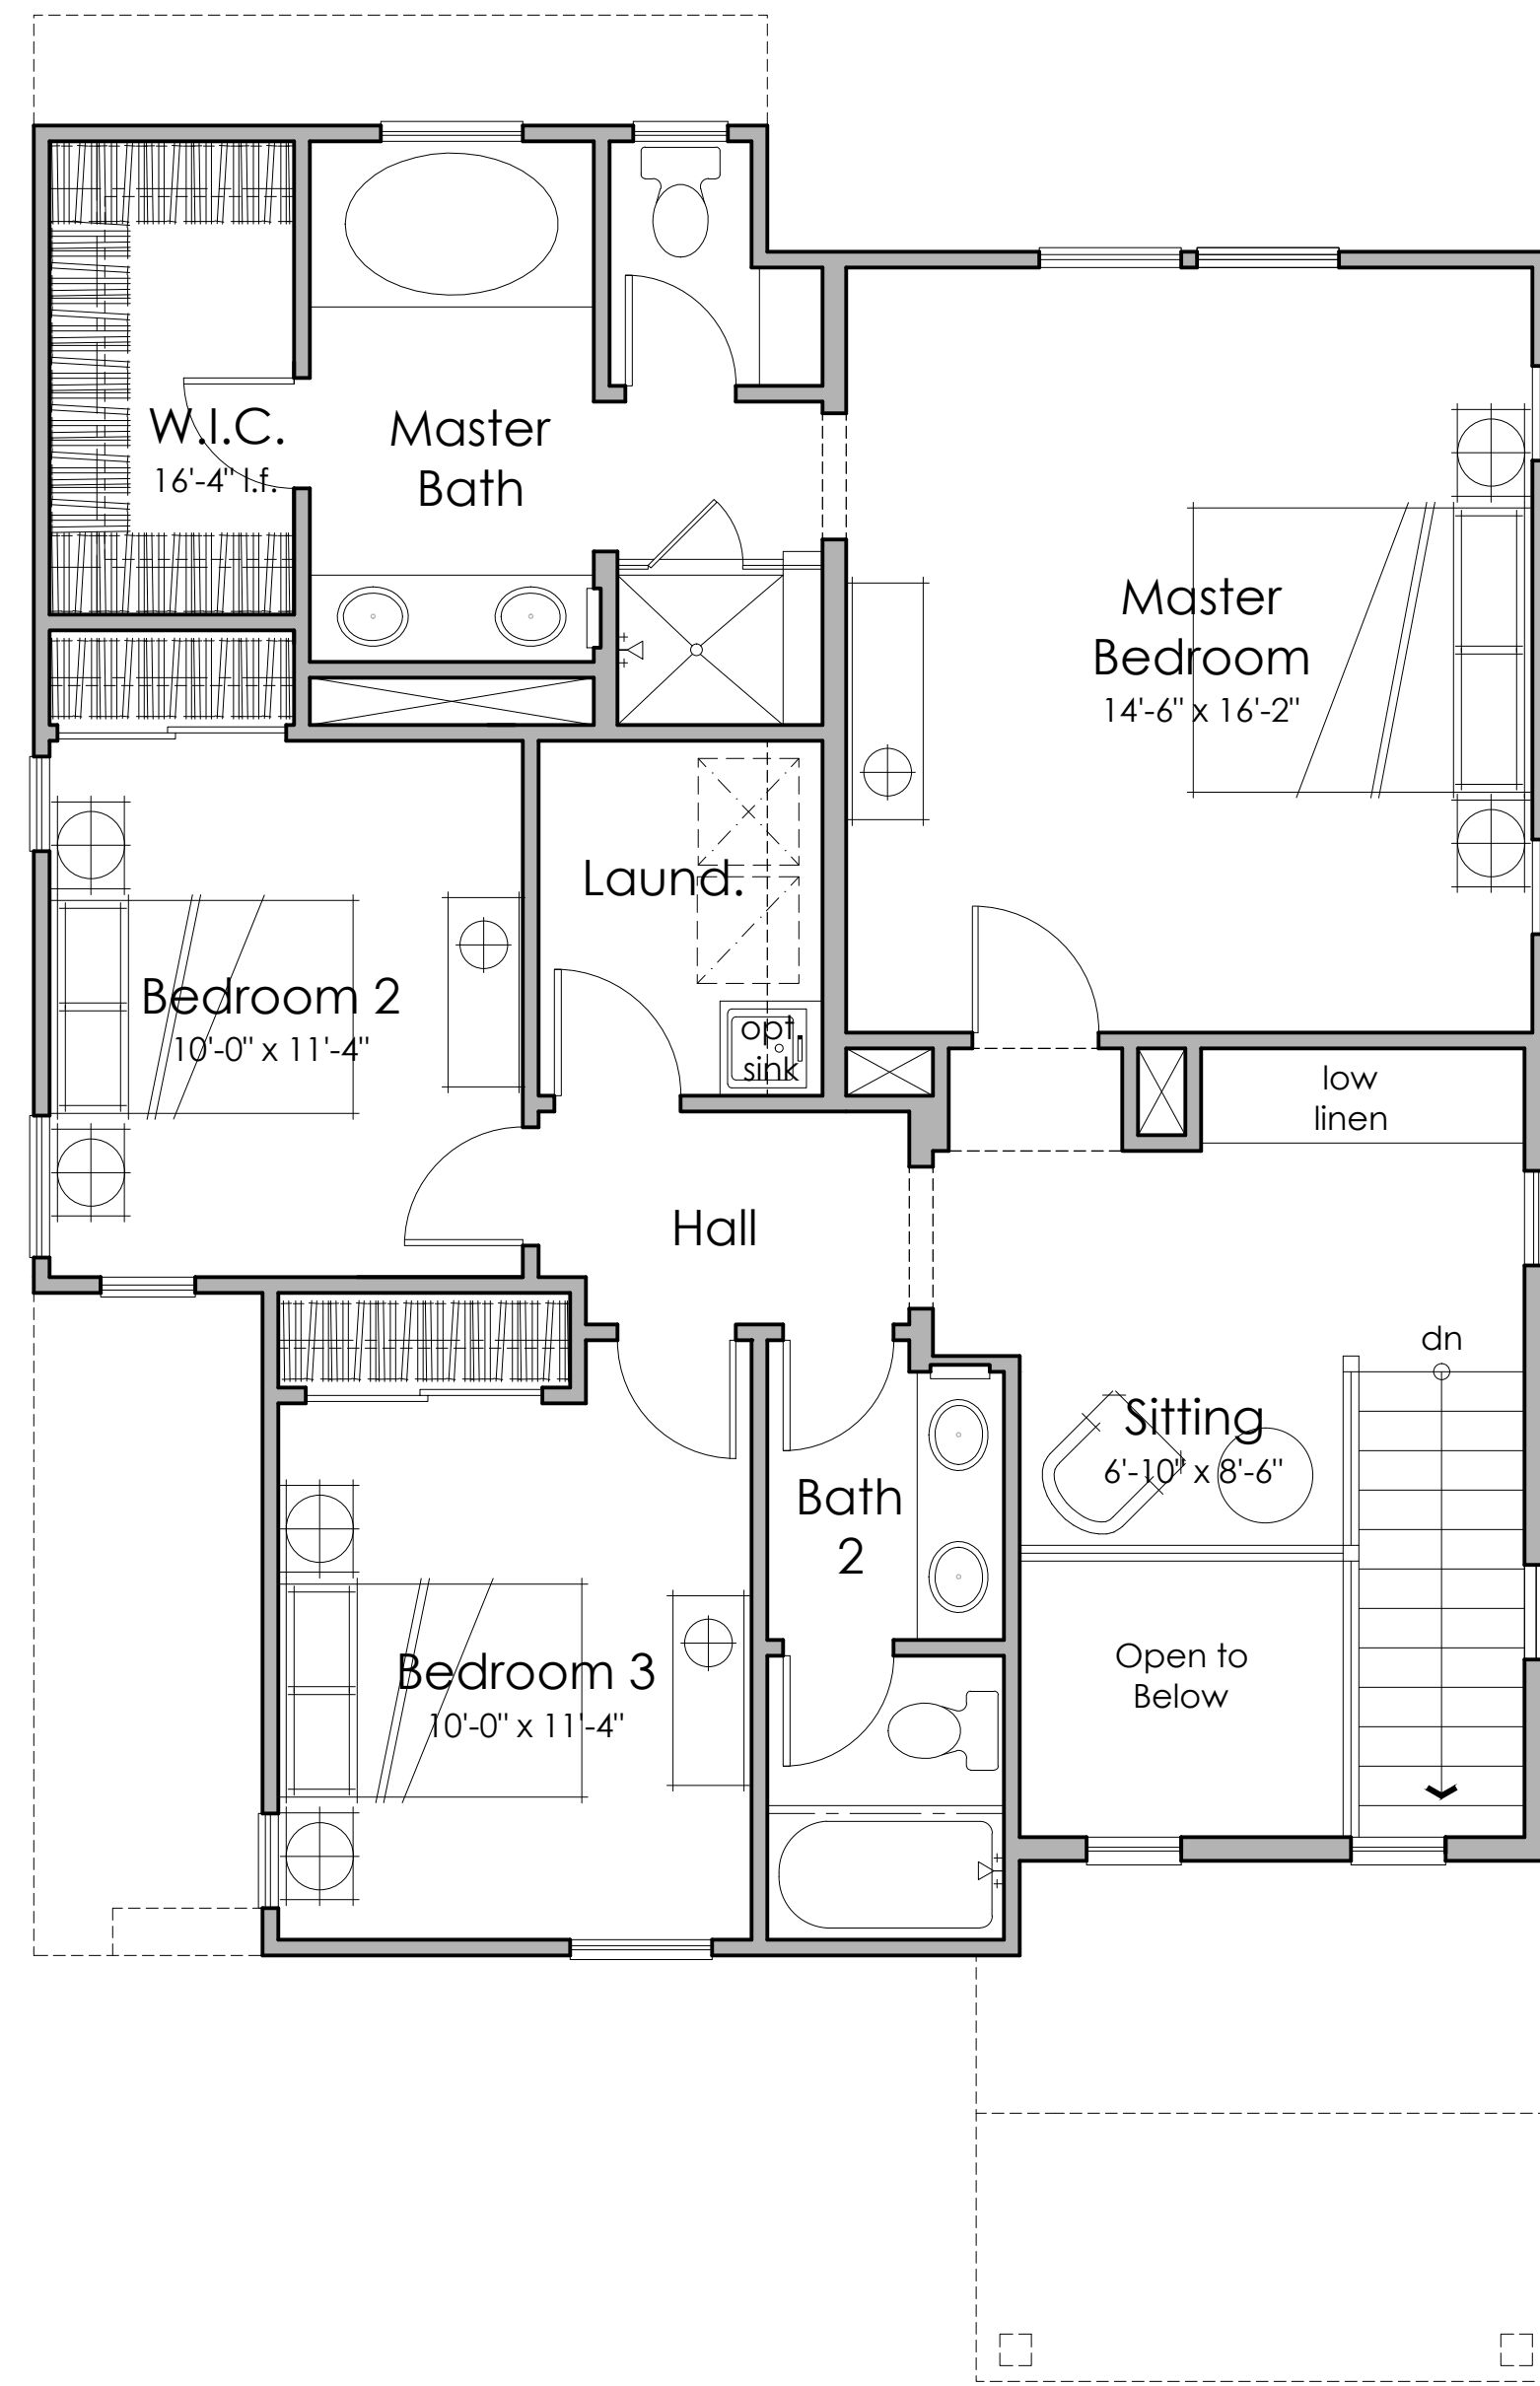 W.I.C.
16'-4" l.f.
Master
Bath
Master
Bedroom
14'-6" x 16'-2"
Laund.
Bedroom 2
10'-0" x 11'-4"
opt
sink
low
linen
Hall
dn
Sitting
6'-10" x 8'-6"
Bath
2
Open to
Below
Bedroom 3
10'-0" x 11'-4"